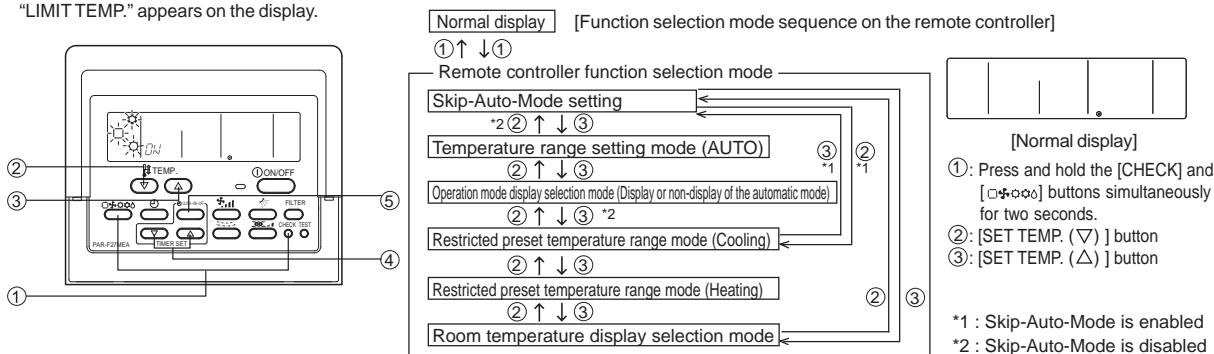 “LIMIT TEMP.” appears on the display.
Normal display [Function selection mode sequence on the remote controller]
①↑ ↓①
Remote controller function selection mode
Skip-Auto-Mode setting
*2 ② ↑ ↓ ③
Temperature range setting mode (AUTO)
② ↑ ↓ ③
Operation mode display selection mode (Display or non-display of the automatic mode)
② ↑ ↓ ③ *2
Restricted preset temperature range mode (Cooling)
② ↑ ↓ ③
Restricted preset temperature range mode (Heating)
② ↑ ↓ ③
Room temperature display selection mode
③ ②
*1 *1
② ③
ON
② TEMP. ON/OFF
③ ⑤
FILTER
CHECK TEST
PAR-F27MEA TIMER SET
④
①
[Normal display]
①: Press and hold the [CHECK] and
[ ] buttons simultaneously
for two seconds.
②: [SET TEMP. (▽) ] button
③: [SET TEMP. (△) ] button
*1 : Skip-Auto-Mode is enabled
*2 : Skip-Auto-Mode is disabled